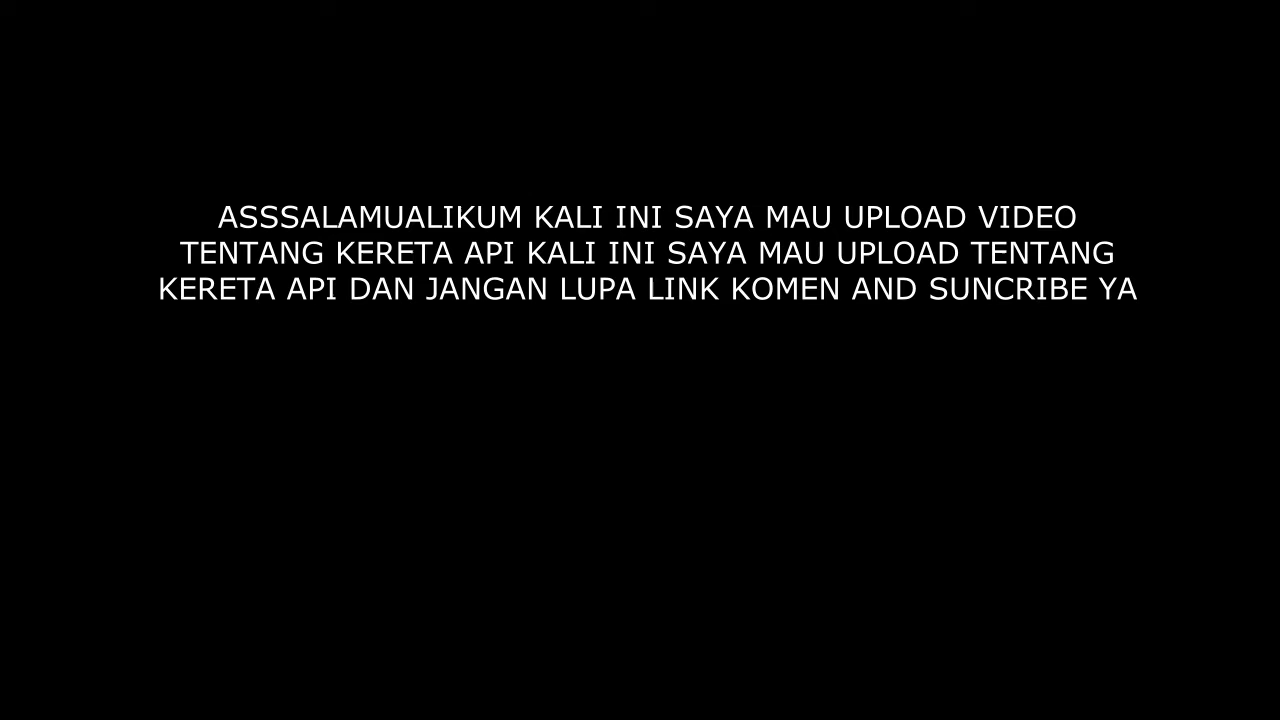 ASSSALAMUALIKUM KALI INI SAYA MAU UPLOAD VIDEO
TENTANG KERETA API KALI INI SAYA MAU UPLOAD TENTANG
KERETA API DAN JANGAN LUPA LINK KOMEN AND SUNCRIBE YA